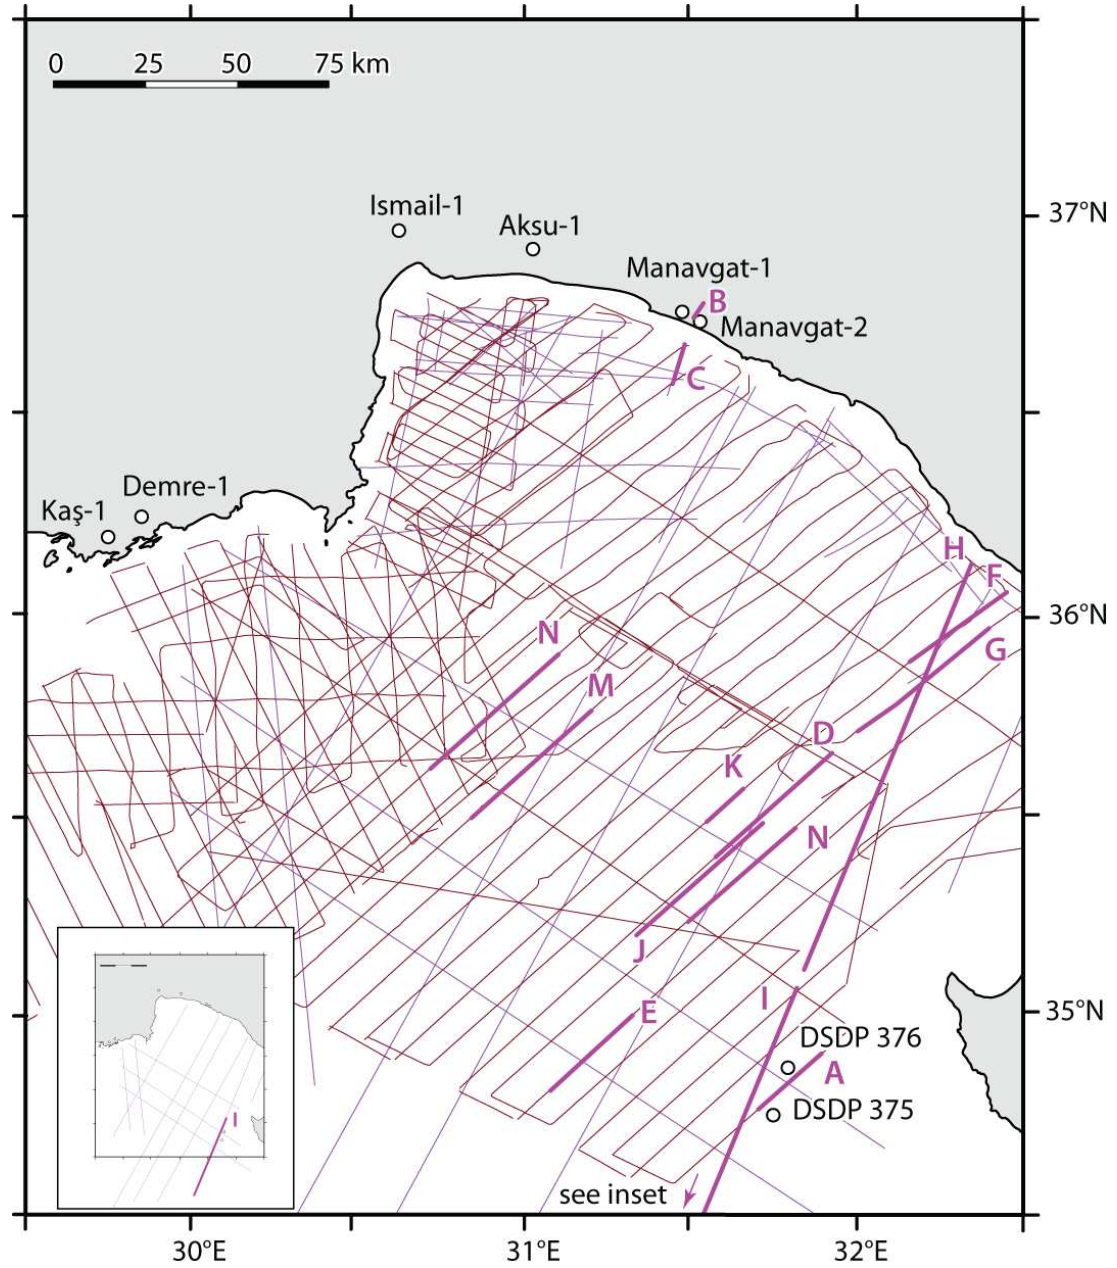 0 25 50 75 km
Ismail-1
Aksu-1
37°N
Manavgat-1
B
Manavgat-2
C
Demre-1
Kaş-1
H
F
36°N
N
G
M
D
K
N
J
I
E
35°N
DSDP 376
A
DSDP 375
I
see inset
30°E 31°E 32°E